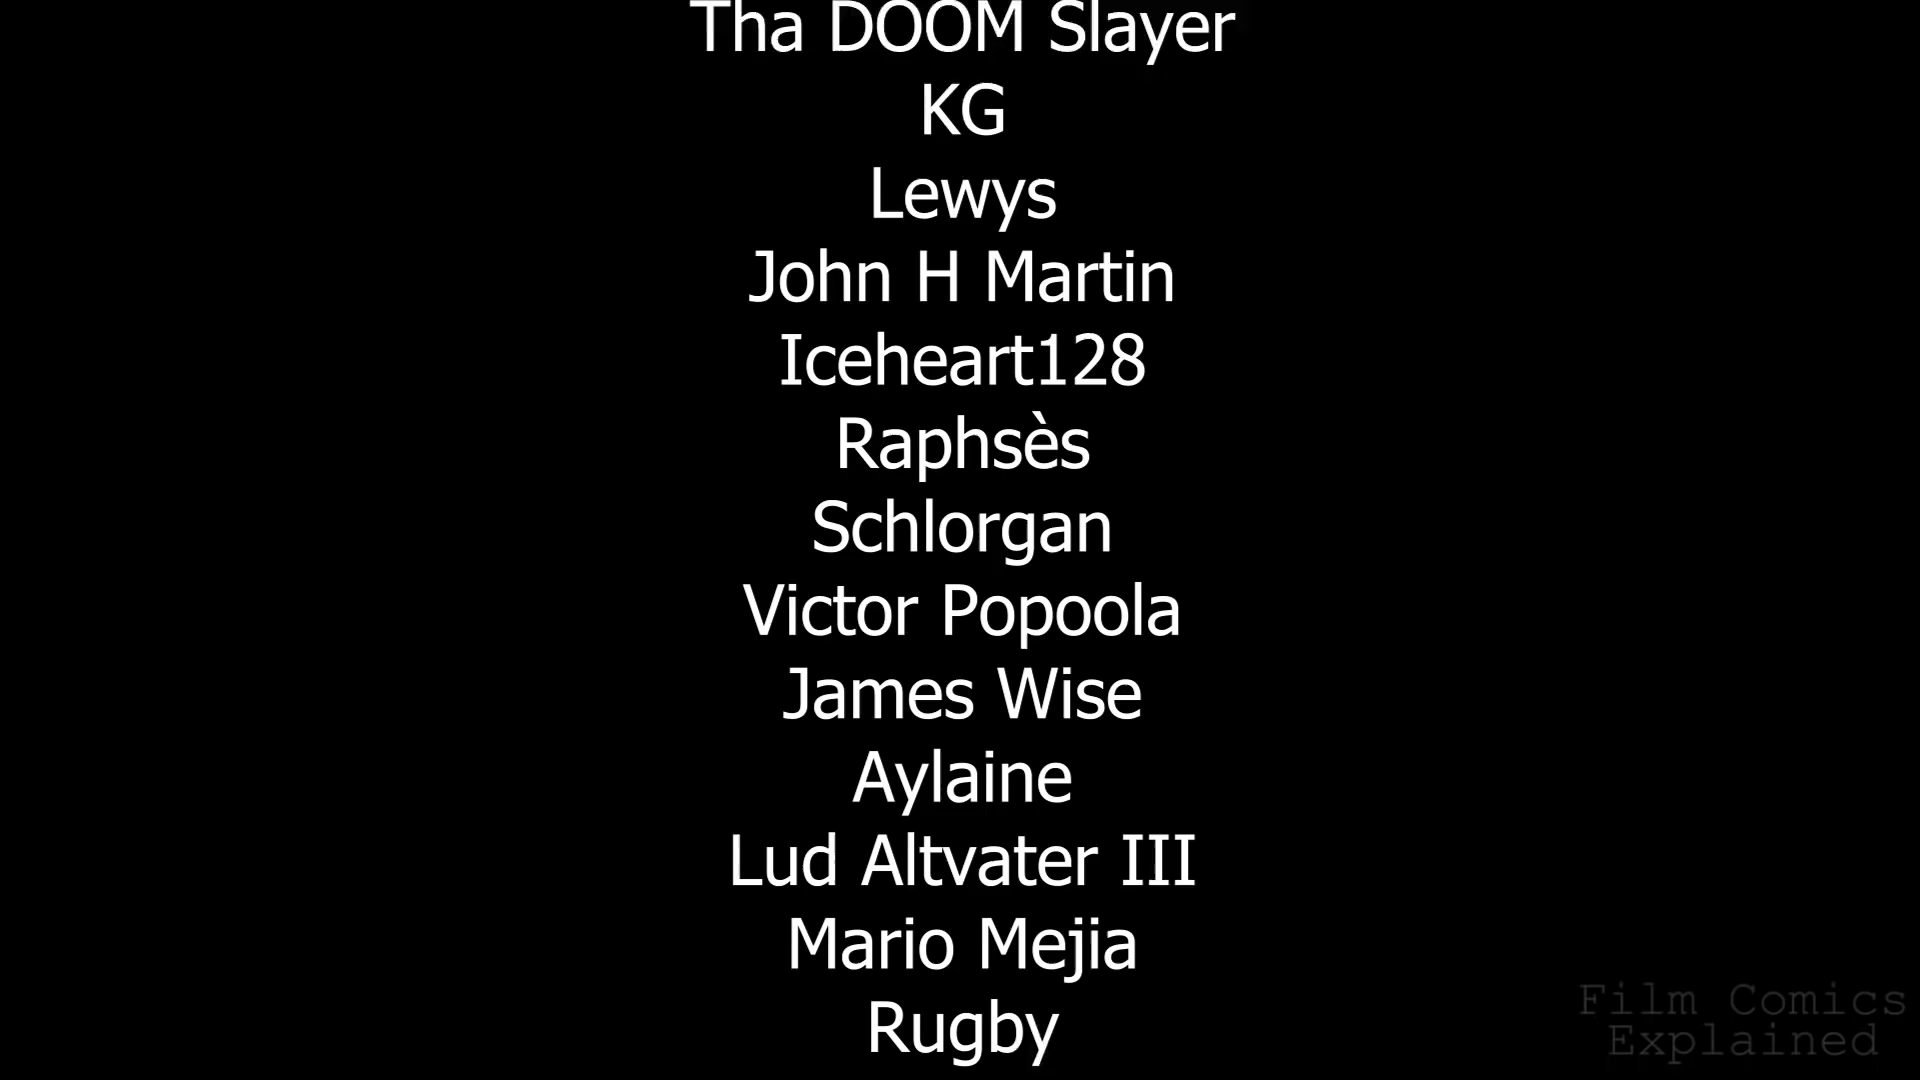 Tha DOOM Slayer
KG
Lewys
John H Martin
Iceheart128
Raphsès
Schlorgan
Victor Popoola
James Wise
Aylaine
Lud Altvater III
Mario Mejia
Rugby
Film Comics
Explained